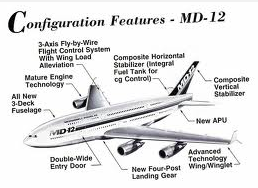 Configuration Features - MD-12
3-Axis Fly-by-Wire
Flight Control System
With Wing Load
Alleviation
Composite Horizontal
Stabilizer (Integral
Fuel Tank for
cg Control)
Mature Engine
Technology
Composite
Vertical
Stabilizer
All New
3-Deck
Fuselage
MD-12
New APU
MD-12
Double-Wide
Entry Door
New Four-Post
Landing Gear
Advanced
Technology
Wing/Winglet